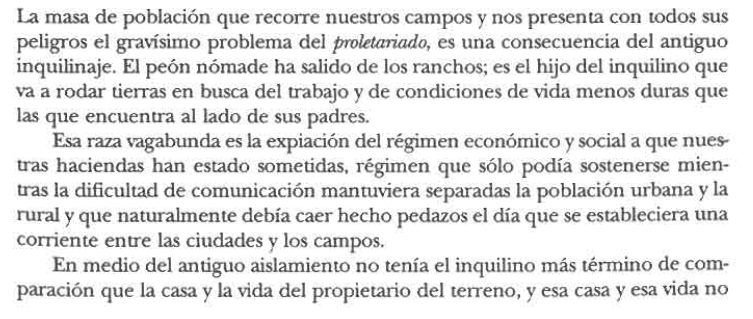 La masa de población que recorre nuestros campos y nos presenta con todos sus
peligros el gravísimo problema del proletariado, es una consecuencia del antiguo
inquilinaje. El peón nómade ha salido de los ranchos; es el hijo del inquilino que
va a rodar tierras en busca del trabajo y de condiciones de vida menos duras que
las que encuentra al lado de sus padres.
Esa raza vagabunda es la expiación del régimen económico y social a que nues-
tras haciendas han estado sometidas, régimen que sólo podía sostenerse mien-
tras la dificultad de comunicación mantuviera separadas la población urbana y la
rural y que naturalmente debía caer hecho pedazos el día que se estableciera una
corriente entre las ciudades y los campos.
En medio del antiguo aislamiento no tenía el inquilino más término de com-
paración que la casa y la vida del propietario del terreno, y esa casa y esa vida no